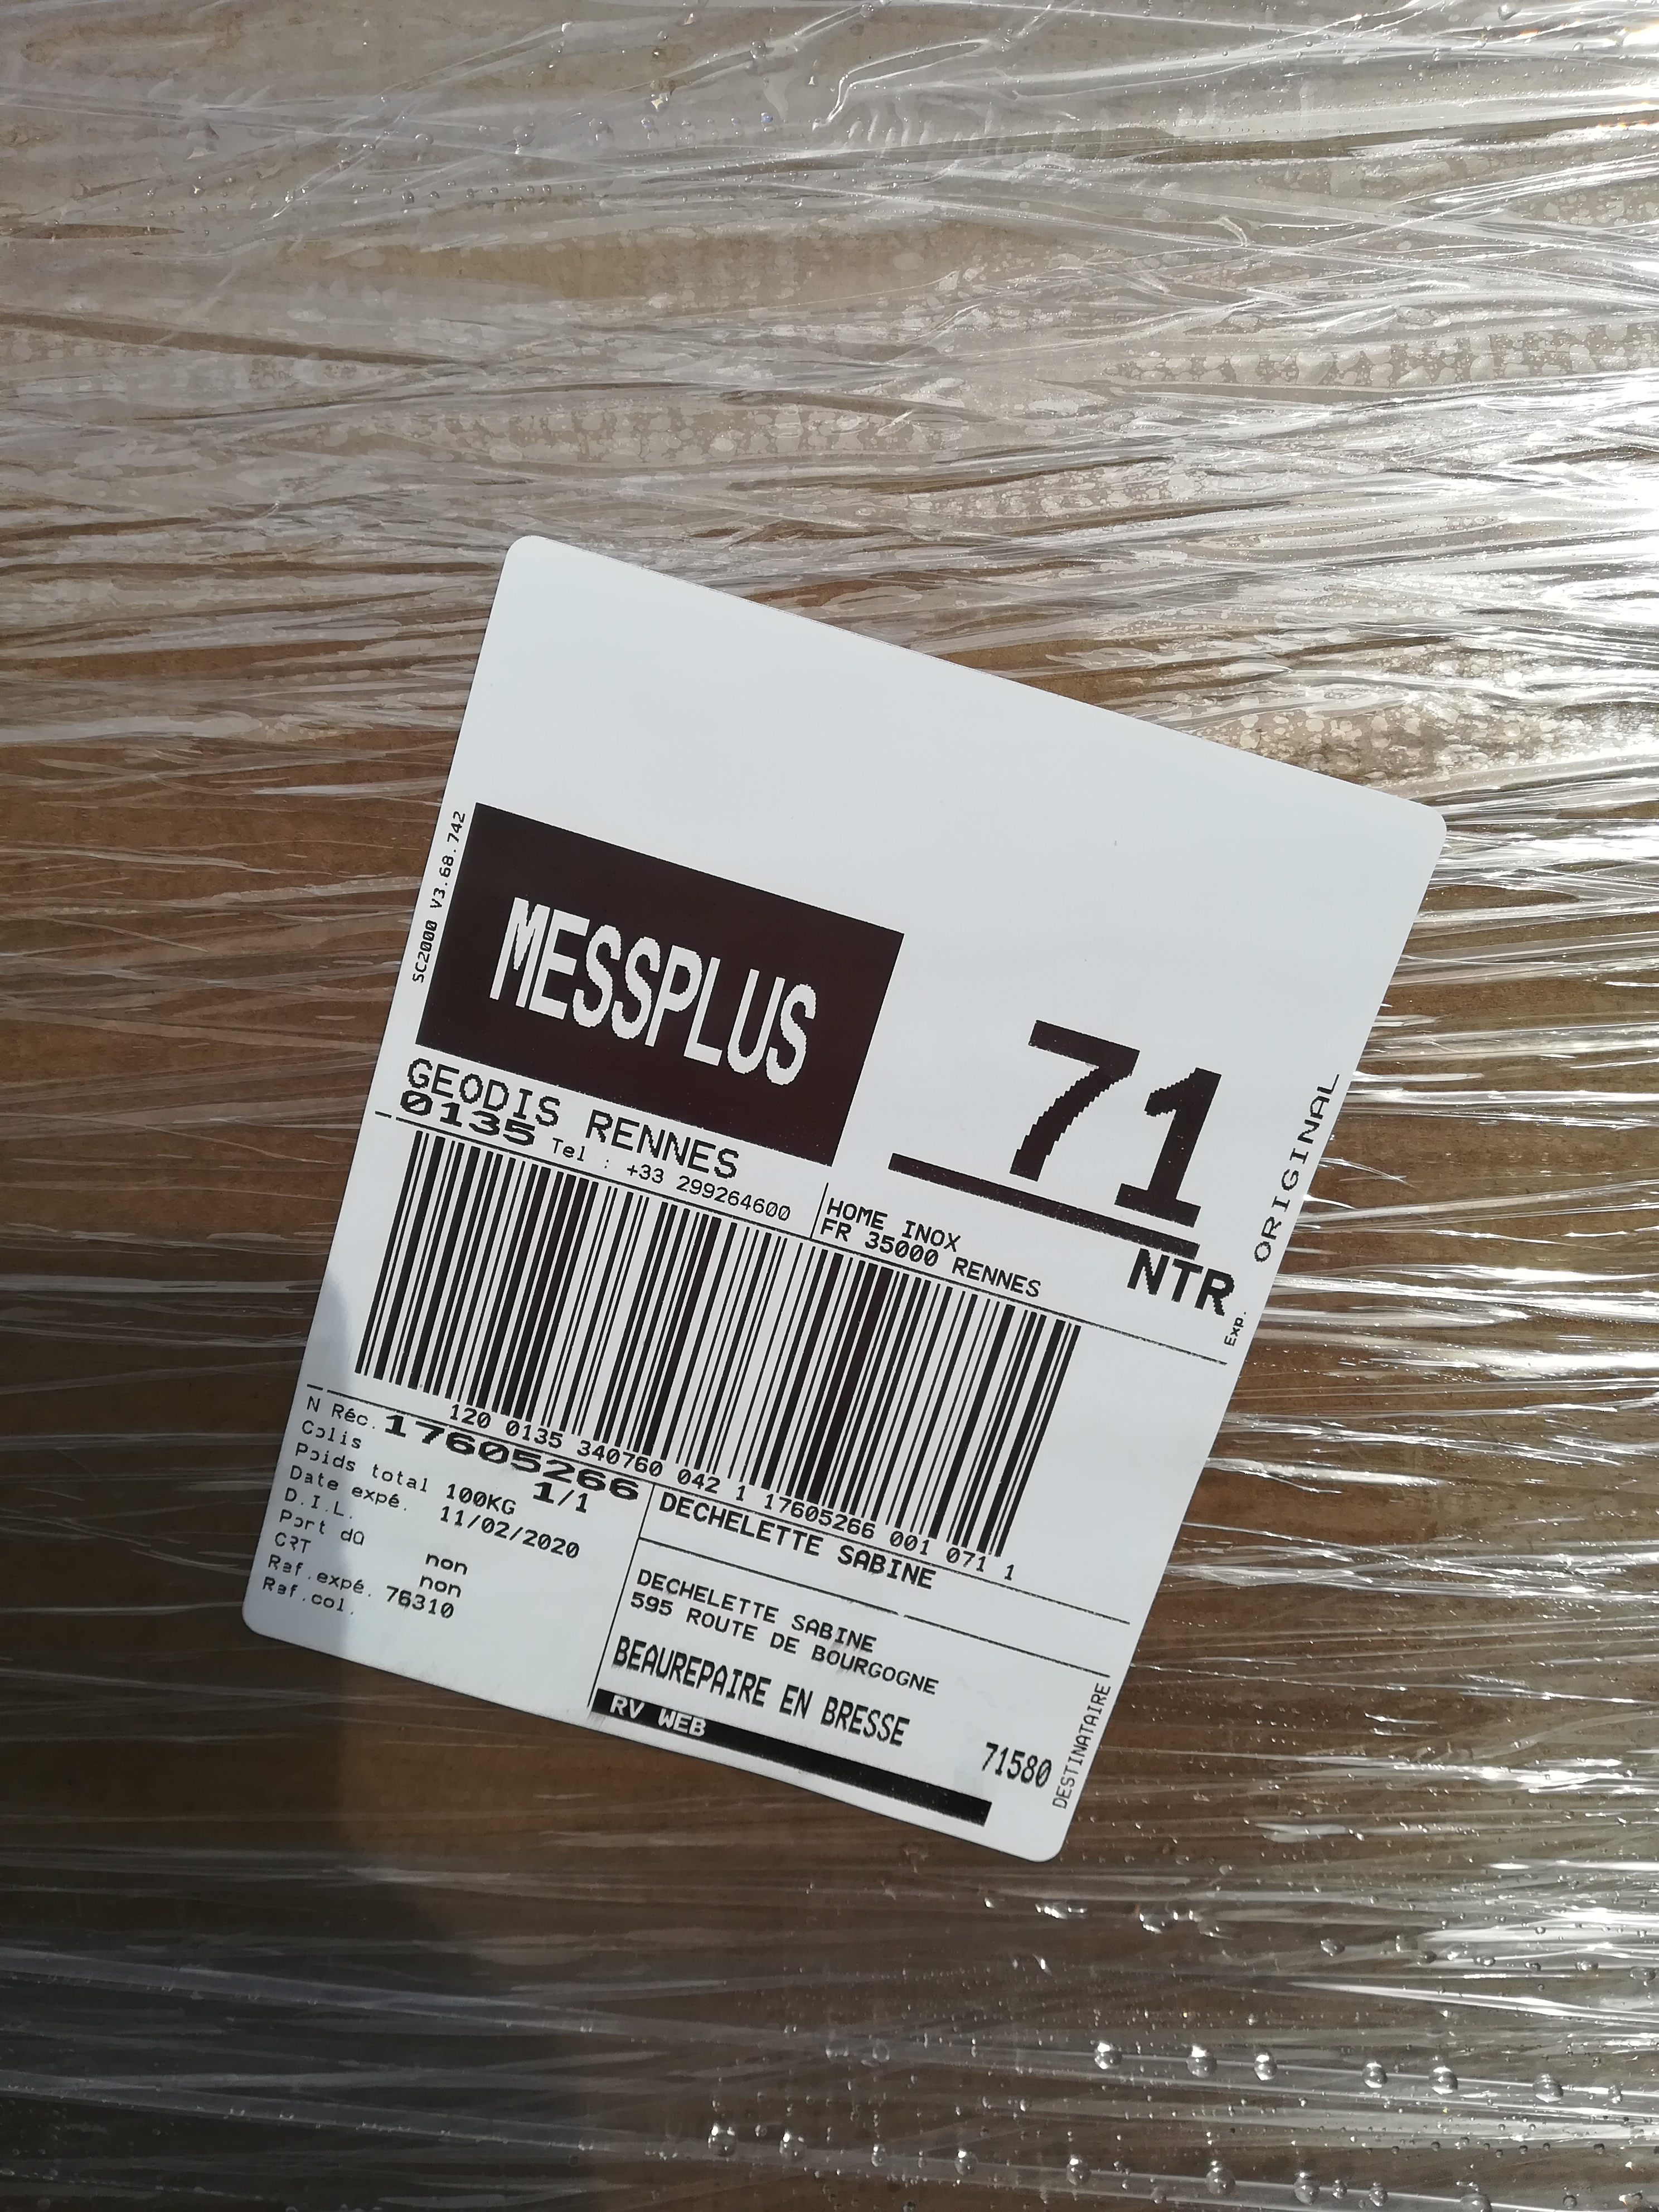 SC2000 V3.68.742
MESSPLUS
71
ORIGINAL
GEODIS RENNES
0135 Tel : +33 299264600
HOME INOX
FR 35000 RENNES
NTR
Exp.
120 0135 340760 042 1 17605266 001 071 1
N Réc. 17605266
Colis 1/1
Poids total 100KG
Date expé. 11/02/2020
D.I.L.
Port dû non
CRT non
Ref.expé. 76310
Ref.col.
DECHELETTE SABINE
DECHELETTE SABINE
595 ROUTE DE BOURGOGNE
BEAUREPAIRE EN BRESSE
71580
RV WEB
DESTINATAIRE